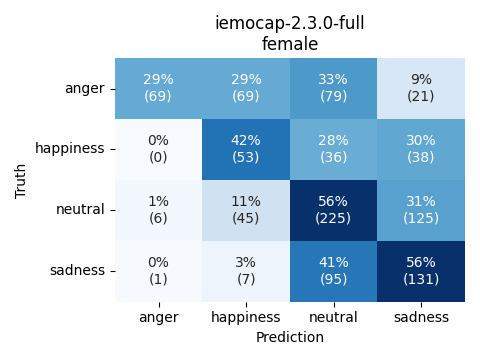 iemocap-2.3.0-full
female
anger 29% 29% 33% 9%
(69) (69) (79) (21)
happiness 0% 42% 28% 30%
(0) (53) (36) (38)
neutral 1% 11% 56% 31%
(6) (45) (225) (125)
sadness 0% 3% 41% 56%
(1) (7) (95) (131)
Truth
anger happiness neutral sadness
Prediction